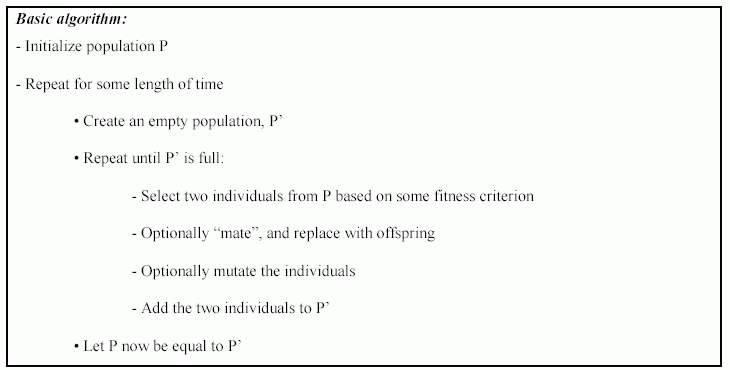 Basic algorithm:
- Initialize population P
- Repeat for some length of time
• Create an empty population, P’
• Repeat until P’ is full:
- Select two individuals from P based on some fitness criterion
- Optionally “mate”, and replace with offspring
- Optionally mutate the individuals
- Add the two individuals to P’
• Let P now be equal to P’